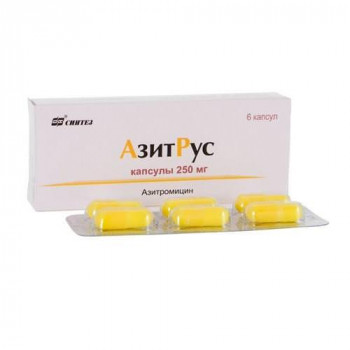 СИНТЕЗ
6 капсул
АзитРус
капсулы 250 мг
Азитромицин